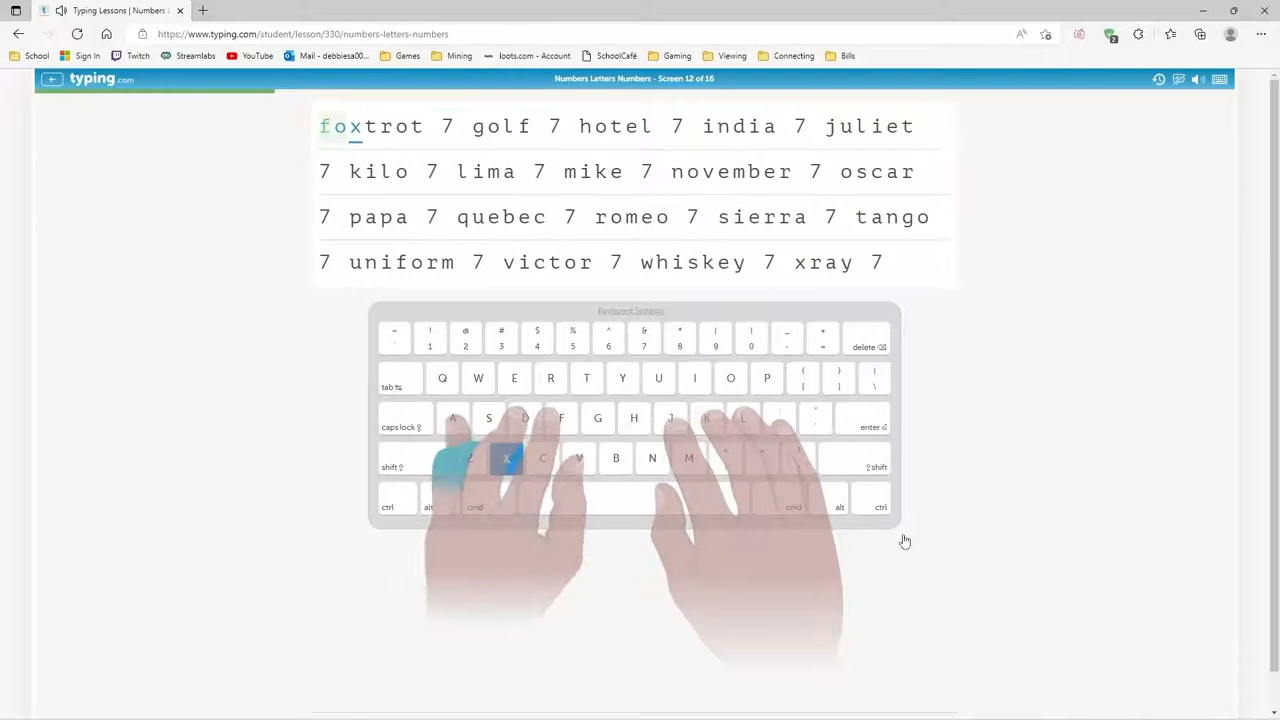 Typing Lessons | Numbers L
https://www.typing.com/student/lesson/330/numbers-letters-numbers
School Sign In Twitch Streamlabs YouTube Mail - debbiesa00... Games Mining loots.com - Account SchoolCafé Gaming Viewing Connecting Bills
typing.com Numbers Letters Numbers - Screen 12 of 16
foxtrot 7 golf 7 hotel 7 india 7 juliet
7 kilo 7 lima 7 mike 7 november 7 oscar
7 papa 7 quebec 7 romeo 7 sierra 7 tango
7 uniform 7 victor 7 whiskey 7 xray 7
Keyboard Settings
~ ! @ # $ % ^ & * ( ) _ +
` 1 2 3 4 5 6 7 8 9 0 - = delete
tab Q W E R T Y U I O P { [ } ] | \
caps lock A S D F G H J K L : " ' enter
shift Z X C V B N M < > ? shift
ctrl alt cmd cmd alt ctrl